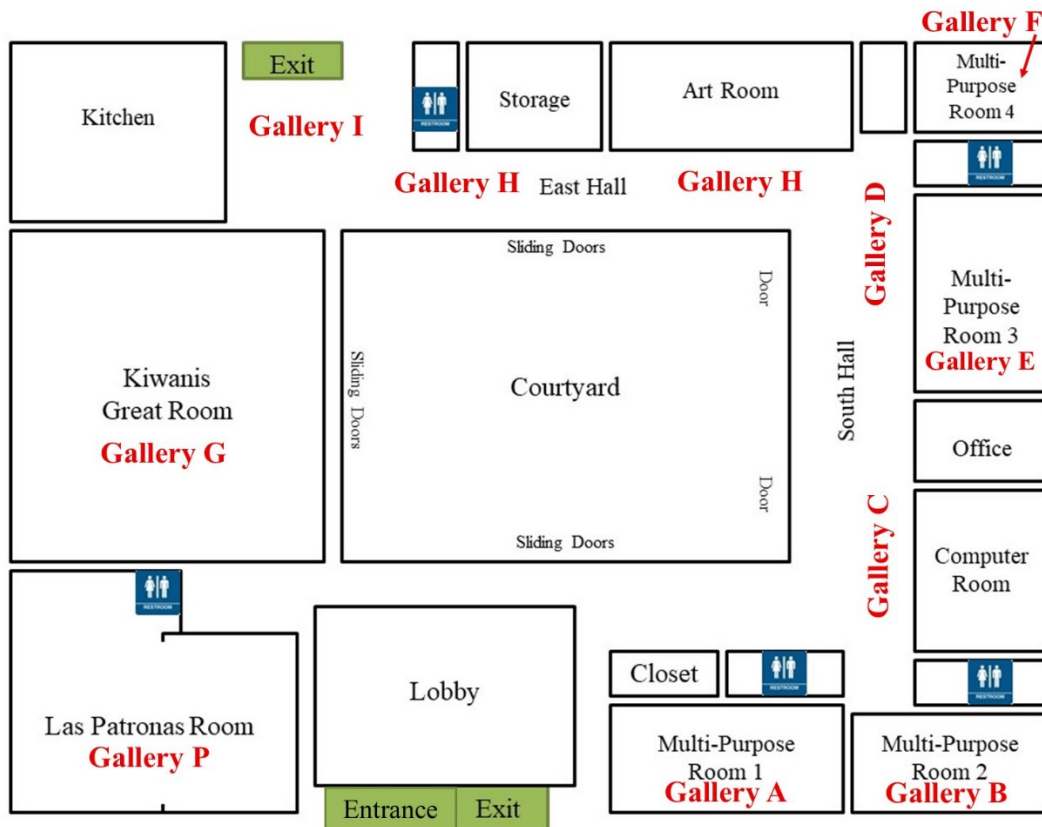 Gallery F
Exit
Kitchen
Gallery I
RESTROOM
Storage
Art Room
Multi-
Purpose
Room 4
Gallery H
East Hall
Gallery H
RESTROOM
Gallery D
Sliding Doors
Door
Multi-
Purpose
Room 3
Gallery E
Kiwanis
Great Room
Gallery G
Sliding Doors
Courtyard
South Hall
Office
Door
Gallery C
Sliding Doors
Computer
Room
RESTROOM
Lobby
Closet
RESTROOM
RESTROOM
Las Patronas Room
Gallery P
Multi-Purpose
Room 1
Gallery A
Multi-Purpose
Room 2
Gallery B
Entrance
Exit